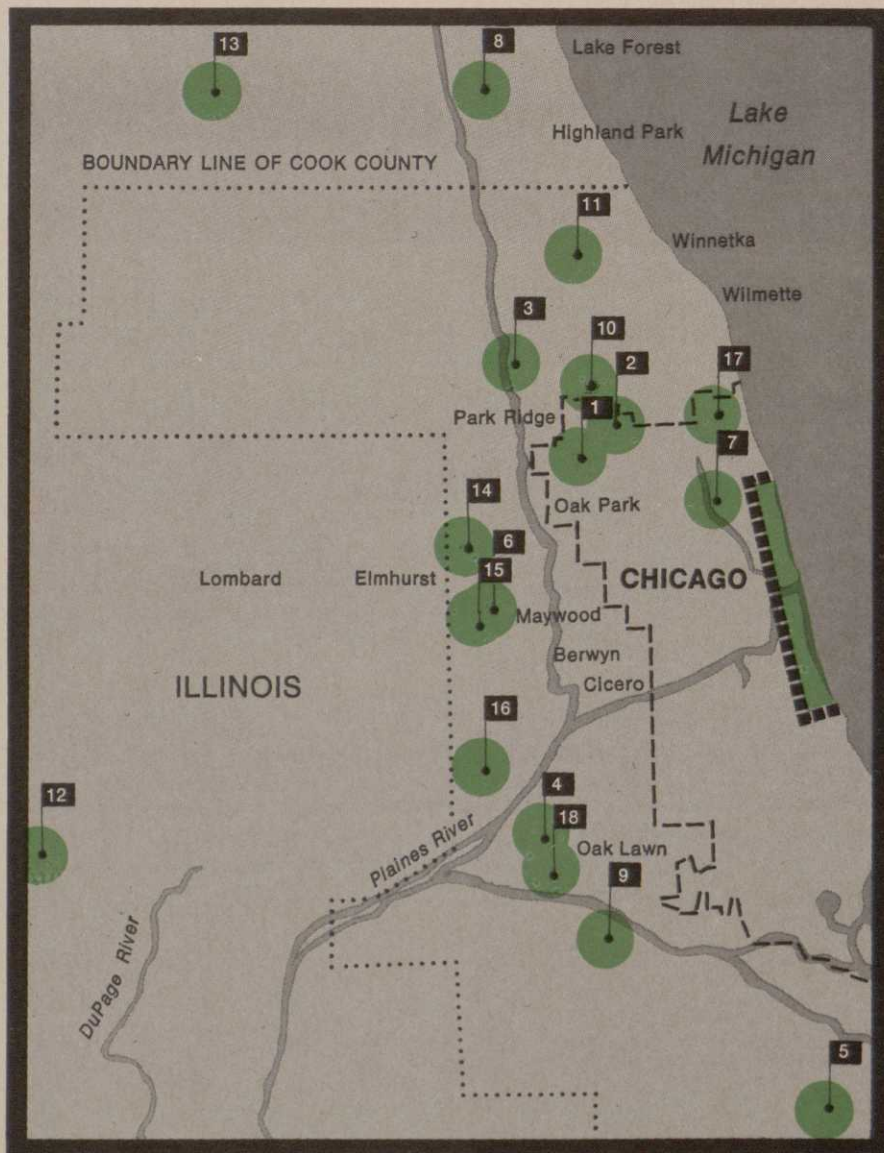 13
8
Lake Forest
Lake
Michigan
Highland Park
BOUNDARY LINE OF COOK COUNTY
11
Winnetka
Wilmette
3
10
2
17
Park Ridge
1
7
14
Oak Park
6
Lombard
Elmhurst
15
CHICAGO
Maywood
Berwyn
ILLINOIS
Cicero
16
4
12
18
Plaines River
Oak Lawn
9
DuPage River
5